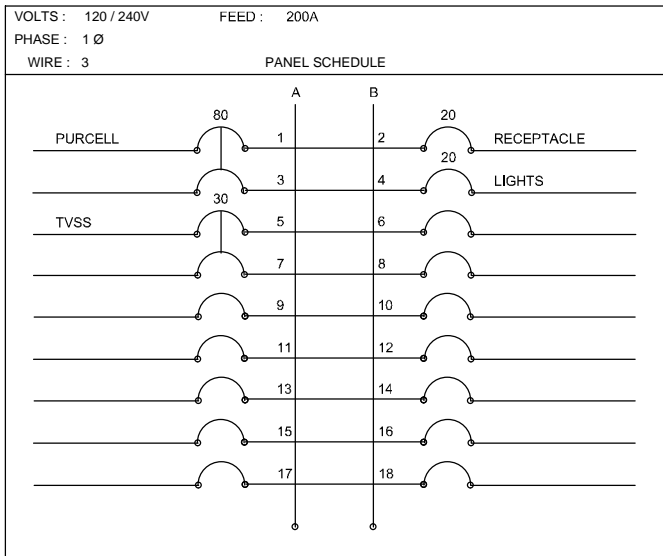 VOLTS : 120 / 240V FEED : 200A
PHASE : 1 Ø
WIRE : 3 PANEL SCHEDULE
A B
80 20
PURCELL 1 2 RECEPTACLE
20
3 4 LIGHTS
30
TVSS 5 6
7 8
9 10
11 12
13 14
15 16
17 18